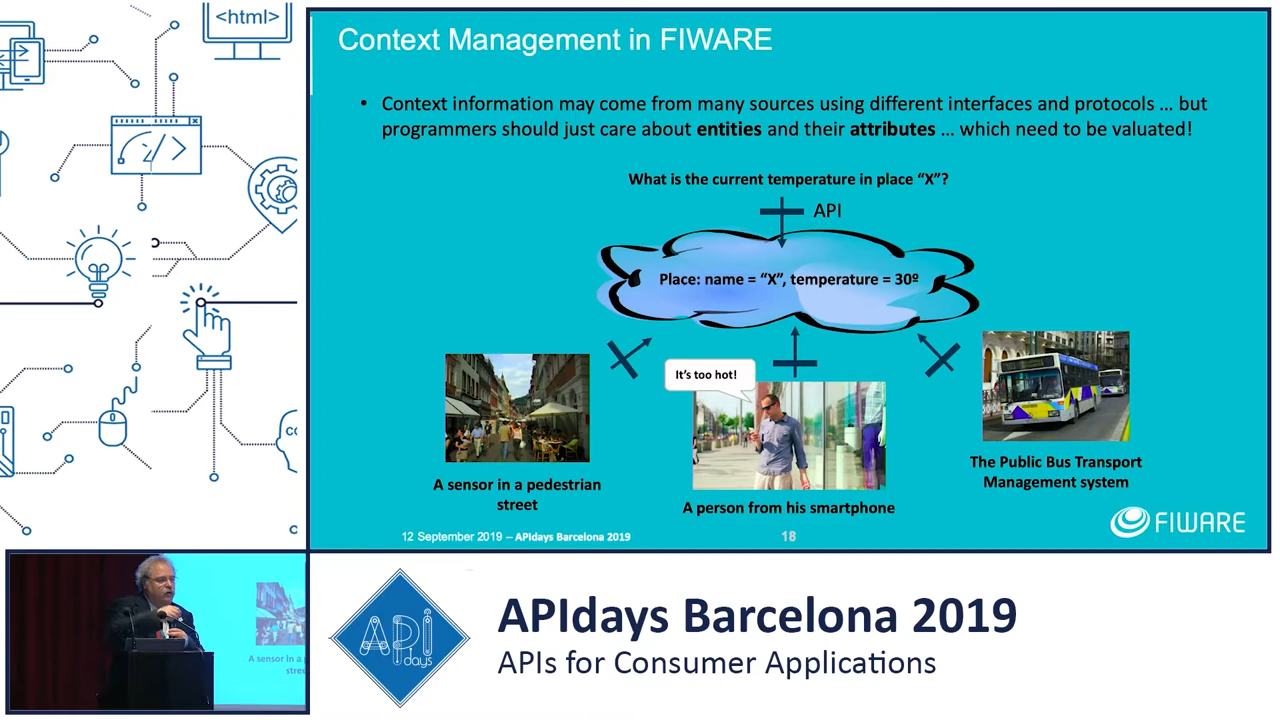 <html>
Context Management in FIWARE
• Context information may come from many sources using different interfaces and protocols ... but
programmers should just care about entities and their attributes ... which need to be valuated!
What is the current temperature in place “X”?
API
Place: name = “X”, temperature = 30º
It's too hot!
A sensor in a pedestrian
street
A person from his smartphone
The Public Bus Transport
Management system
12 September 2019 – APIdays Barcelona 2019
18
FIWARE
A sensor in a
API
days
APIdays Barcelona 2019
APIs for Consumer Applications